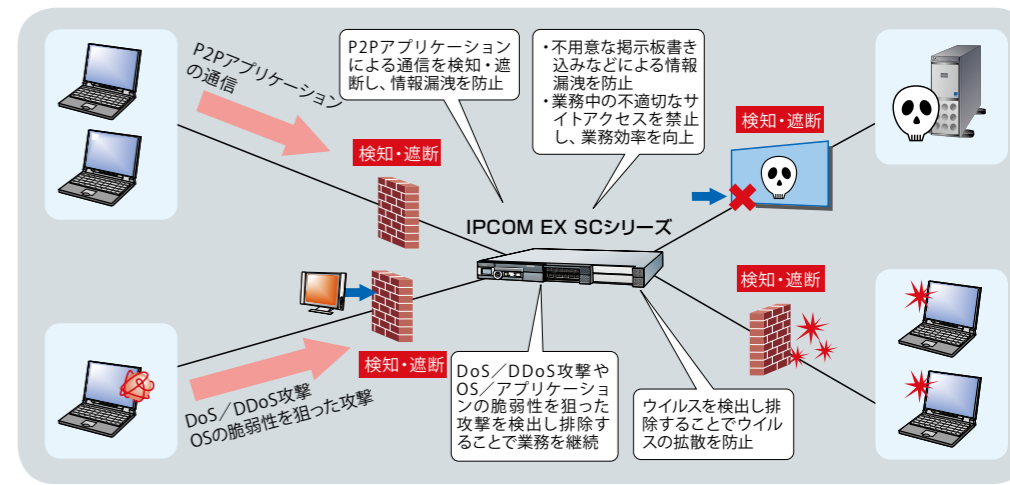 P2Pアプリケーション
の通信
P2Pアプリケーション
による通信を検知・遮
断し、情報漏洩を防止
・不用意な掲示板書き
込みなどによる情報
漏洩を防止
・業務中の不適切なサ
イトアクセスを禁止
し、業務効率を向上
検知・遮断
検知・遮断
IPCOM EX SCシリーズ
検知・遮断
検知・遮断
DoS／DDoS攻撃
OSの脆弱性を狙った攻撃
DoS／DDoS攻撃や
OS／アプリケーショ
ンの脆弱性を狙った
攻撃を検出し排除す
ることで業務を継続
ウイルスを検出し排
除することでウイル
スの拡散を防止